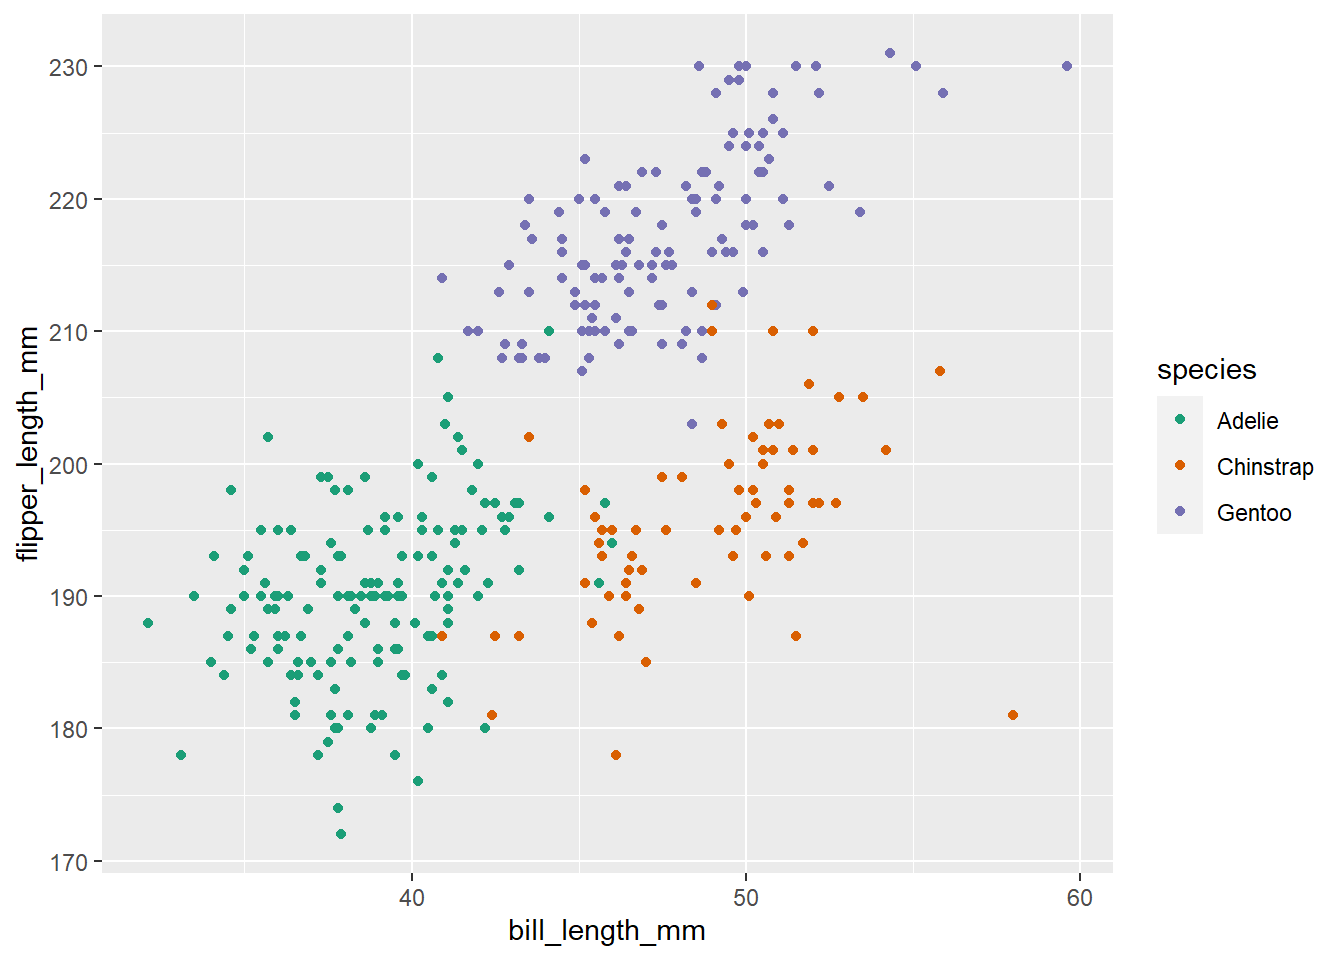 230
220
210
200
190
180
170
flipper_length_mm
40 50 60
bill_length_mm
species
Adelie
Chinstrap
Gentoo